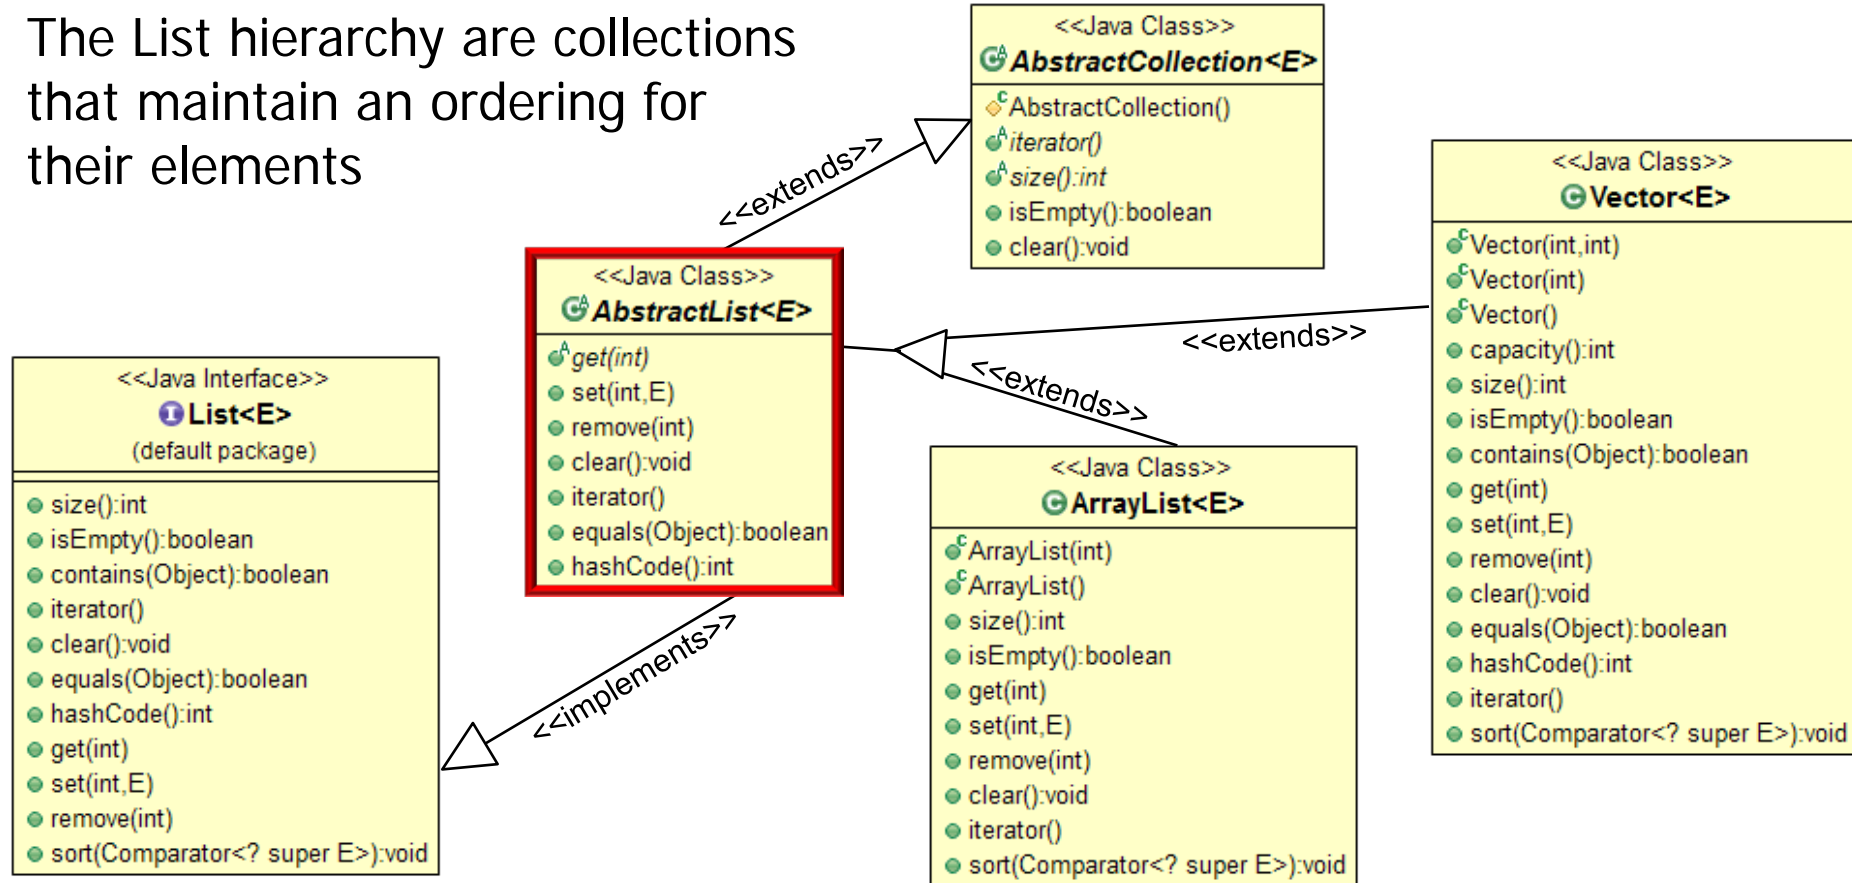 The List hierarchy are collections
that maintain an ordering for
their elements
<<Java Class>>
AbstractCollection<E>
AbstractCollection()
iterator()
size():int
isEmpty():boolean
clear():void
<<extends>>
<<Java Class>>
AbstractList<E>
get(int)
set(int,E)
remove(int)
clear():void
iterator()
equals(Object):boolean
hashCode():int
<<extends>>
<<extends>>
<<implements>>
<<Java Interface>>
List<E>
(default package)
size():int
isEmpty():boolean
contains(Object):boolean
iterator()
clear():void
equals(Object):boolean
hashCode():int
get(int)
set(int,E)
remove(int)
sort(Comparator<? super E>):void
<<Java Class>>
ArrayList<E>
ArrayList(int)
ArrayList()
size():int
isEmpty():boolean
get(int)
set(int,E)
remove(int)
clear():void
iterator()
sort(Comparator<? super E>):void
<<Java Class>>
Vector<E>
Vector(int,int)
Vector(int)
Vector()
capacity():int
size():int
isEmpty():boolean
contains(Object):boolean
get(int)
set(int,E)
remove(int)
clear():void
equals(Object):boolean
hashCode():int
iterator()
sort(Comparator<? super E>):void